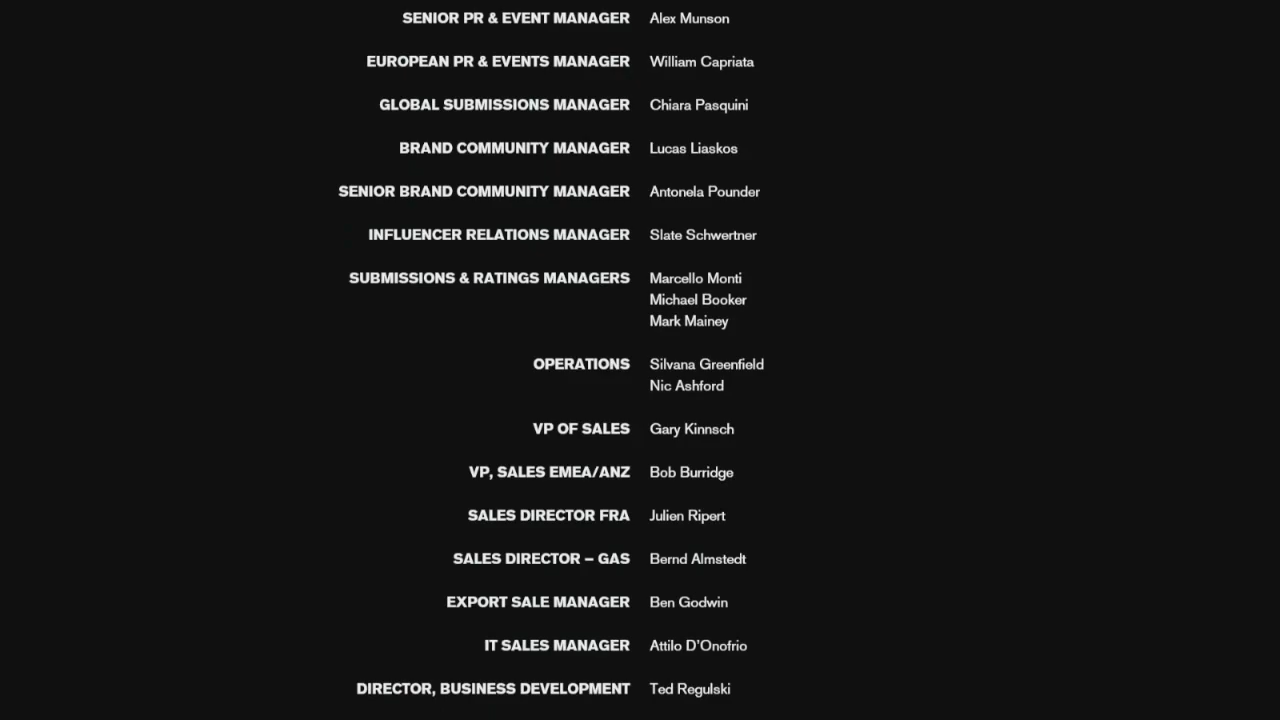 SENIOR PR & EVENT MANAGER Alex Munson
EUROPEAN PR & EVENTS MANAGER William Capriata
GLOBAL SUBMISSIONS MANAGER Chiara Pasquini
BRAND COMMUNITY MANAGER Lucas Liaskos
SENIOR BRAND COMMUNITY MANAGER Antonela Pounder
INFLUENCER RELATIONS MANAGER Slate Schwertner
SUBMISSIONS & RATINGS MANAGERS Marcello Monti
Michael Booker
Mark Mainey
OPERATIONS Silvana Greenfield
Nic Ashford
VP OF SALES Gary Kinnsch
VP, SALES EMEA/ANZ Bob Burridge
SALES DIRECTOR FRA Julien Ripert
SALES DIRECTOR – GAS Bernd Almstedt
EXPORT SALE MANAGER Ben Godwin
IT SALES MANAGER Attilo D'Onofrio
DIRECTOR, BUSINESS DEVELOPMENT Ted Regulski